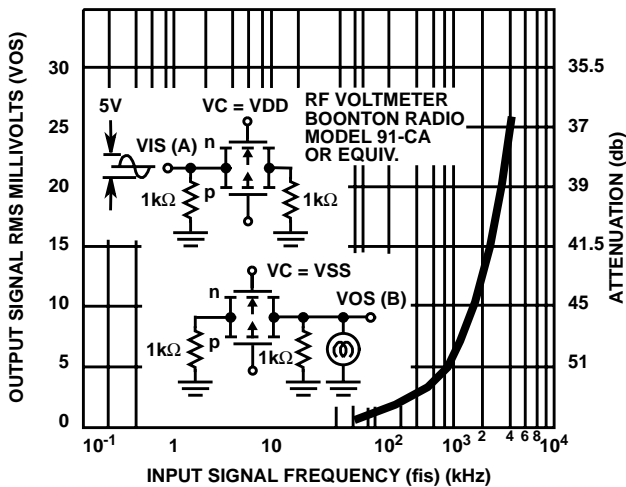 OUTPUT SIGNAL RMS MILLIVOLTS (VOS)
30
25
20
15
10
5
0
35.5
37
39
41.5
45
51
ATTENUATION (db)
5V
VC = VDD
VIS (A)
n
p
1kΩ
1kΩ
RF VOLTMETER
BOONTON RADIO
MODEL 91-CA
OR EQUIV.
VC = VSS
n
VOS (B)
1kΩ
p
1kΩ
10-1
1
10
10²
10³
2
4
6
8
10⁴
INPUT SIGNAL FREQUENCY (fis) (kHz)